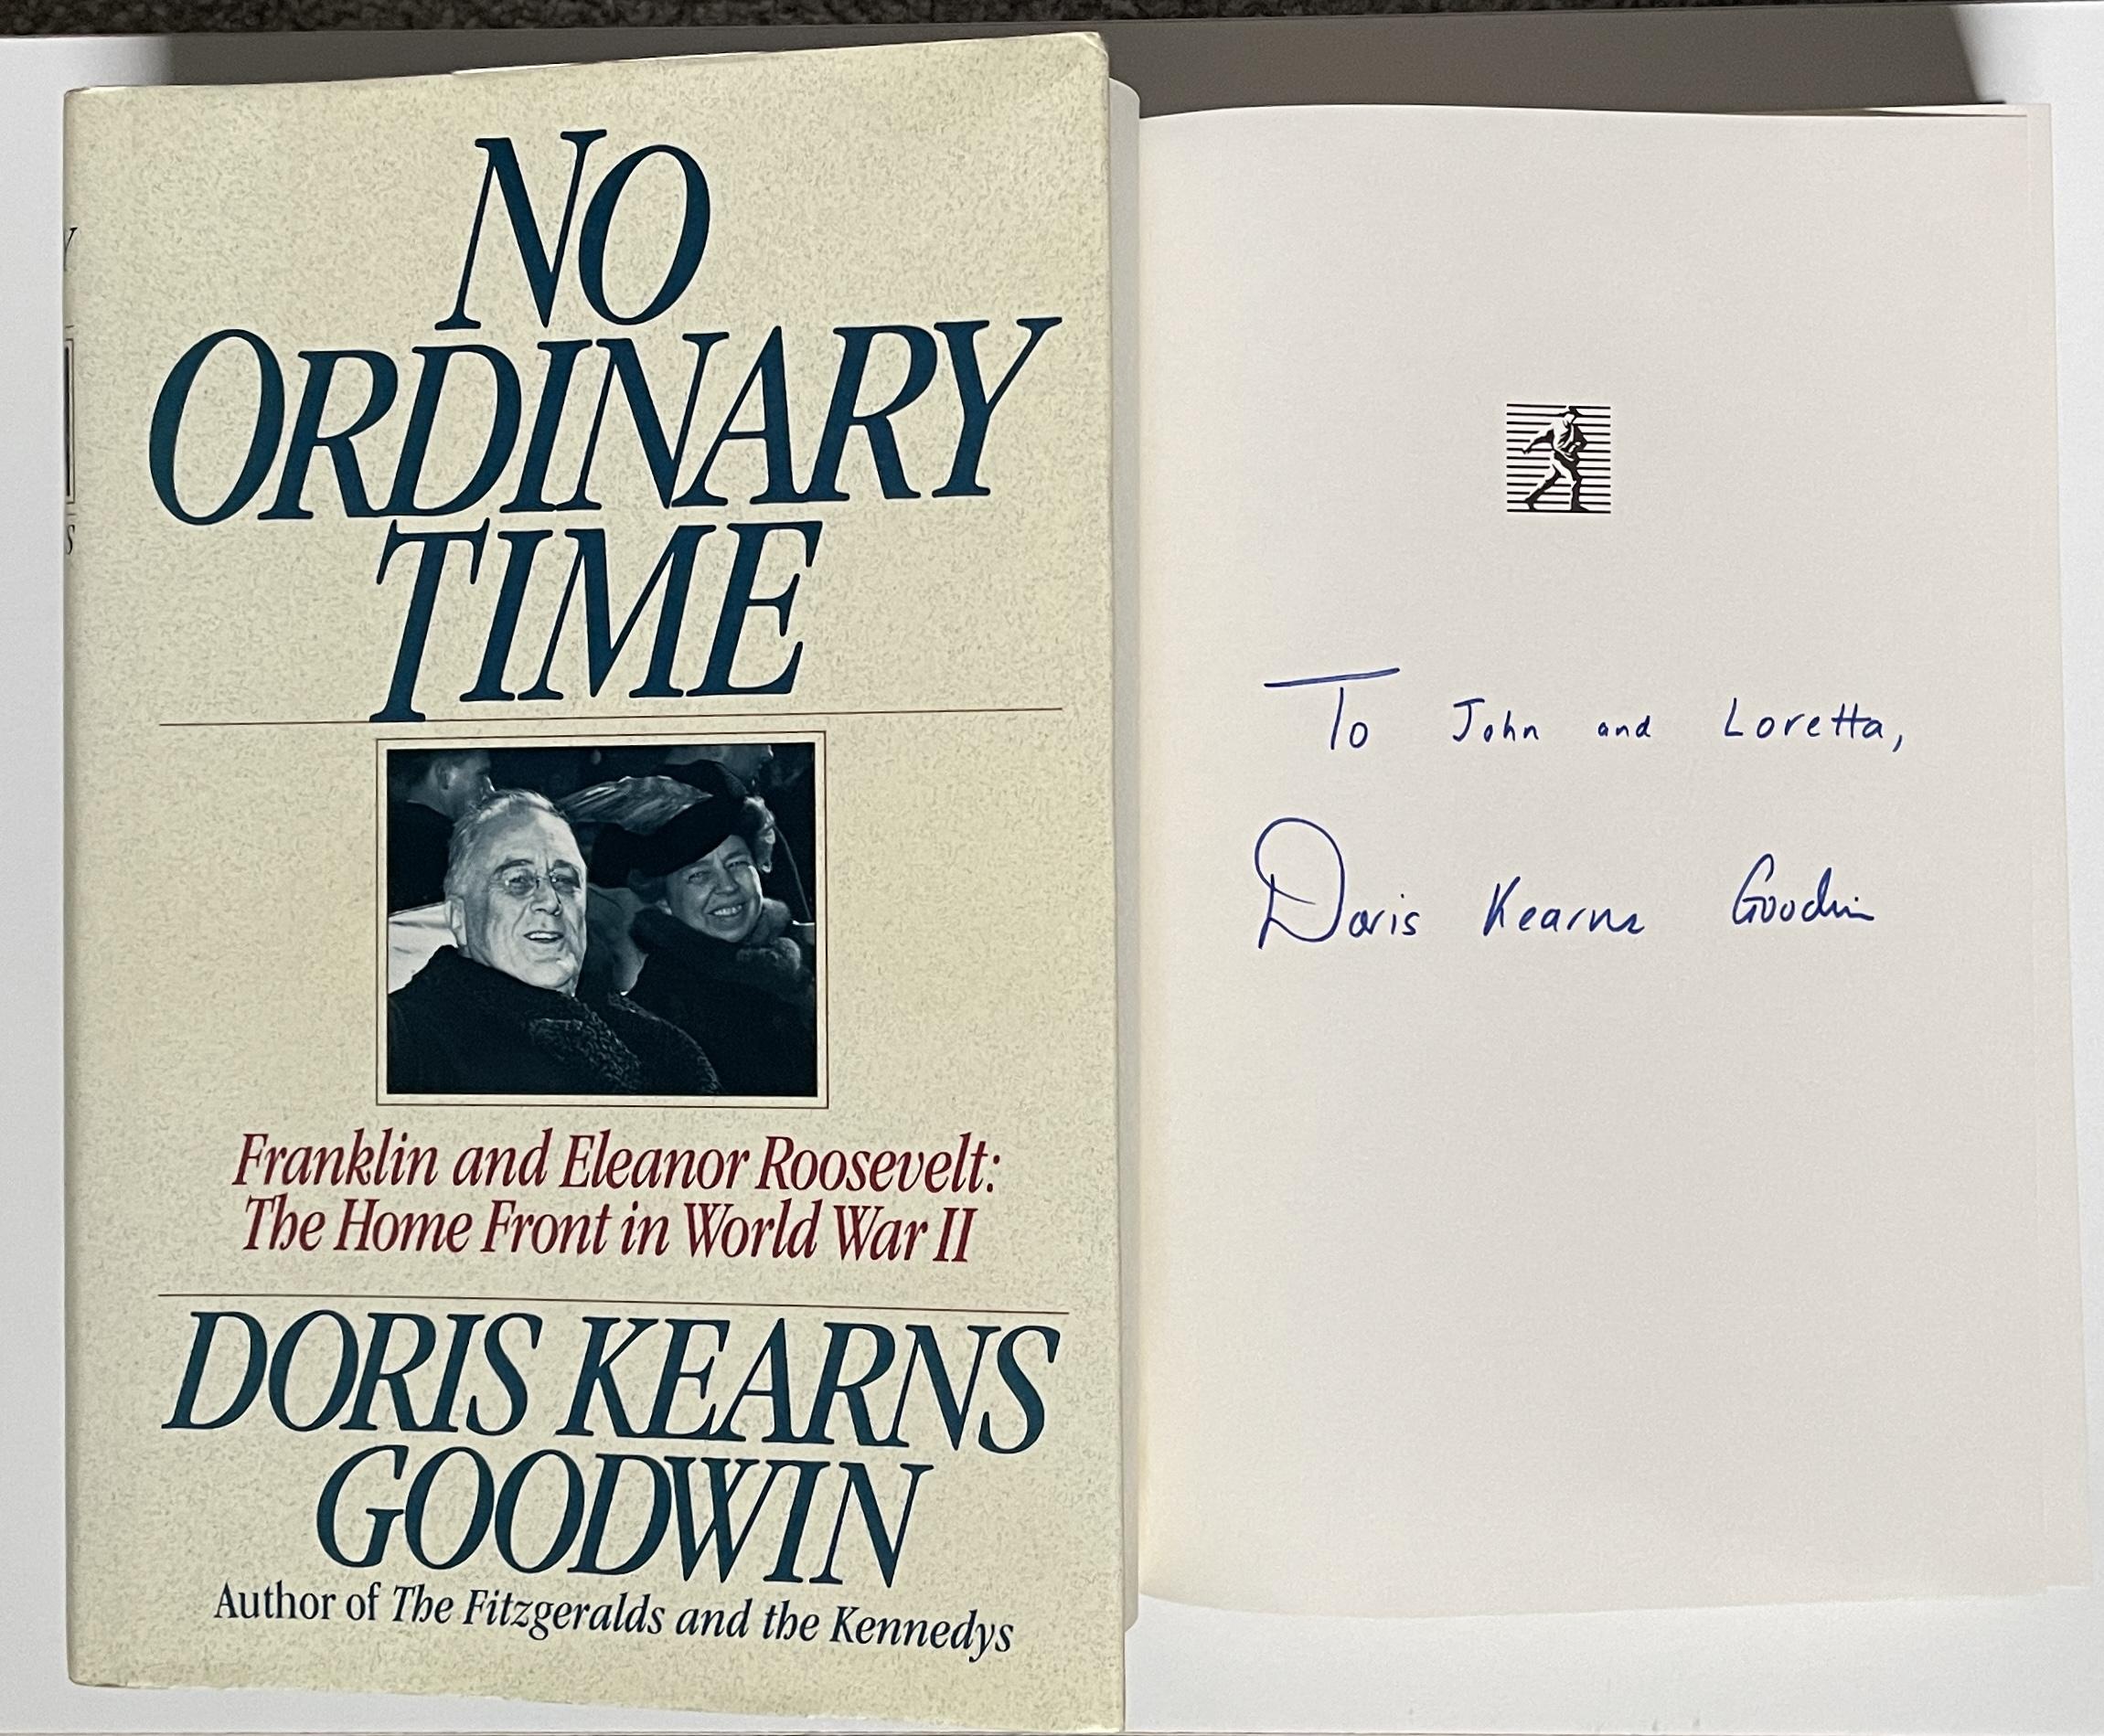 NO
ORDINARY
TIME
Franklin and Eleanor Roosevelt:
The Home Front in World War II
DORIS KEARNS
GOODWIN
Author of The Fitzgeralds and the Kennedys
Y
S
To John and Loretta,
Doris Kearns Goodwin